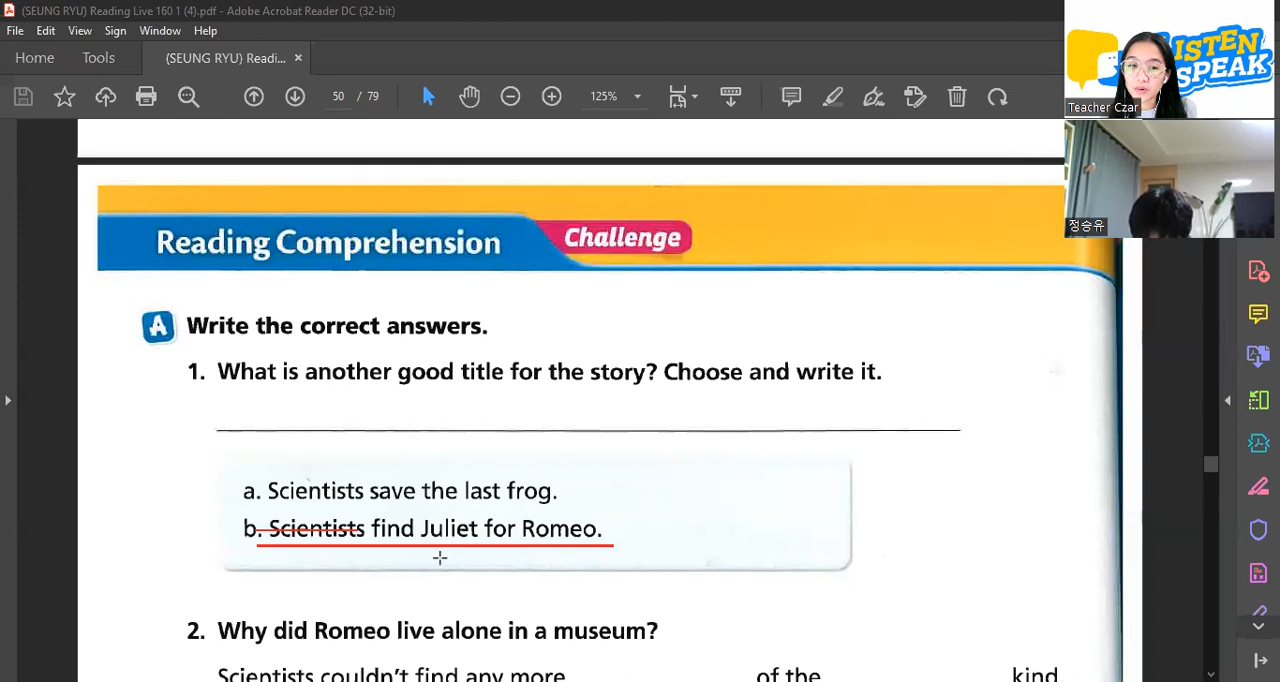 (SEUNG RYU) Reading Live 160 1 (4).pdf - Adobe Acrobat Reader DC (32-bit)
File Edit View Sign Window Help
Home Tools (SEUNG RYU) Readi... ×
50 / 79 125%
LISTEN
SPEAK
Teacher Czar
정승유
Reading Comprehension Challenge
A Write the correct answers.
1. What is another good title for the story? Choose and write it.
a. Scientists save the last frog.
b. Scientists find Juliet for Romeo.
2. Why did Romeo live alone in a museum?
Scientists couldn't find any more of the kind